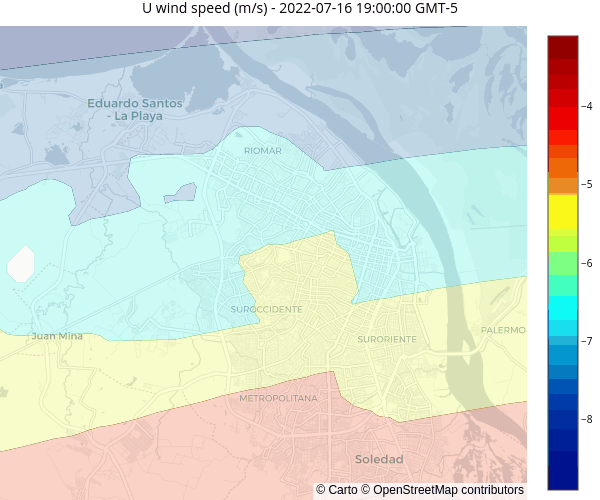 U wind speed (m/s) - 2022-07-16 19:00:00 GMT-5
Eduardo Santos
- La Playa
RIOMAR
SUROCCIDENTE
Juan Mina
SURORIENTE
PALERMO
METROPOLITANA
Soledad
© Carto © OpenStreetMap contributors
−4
−5
−6
−7
−8